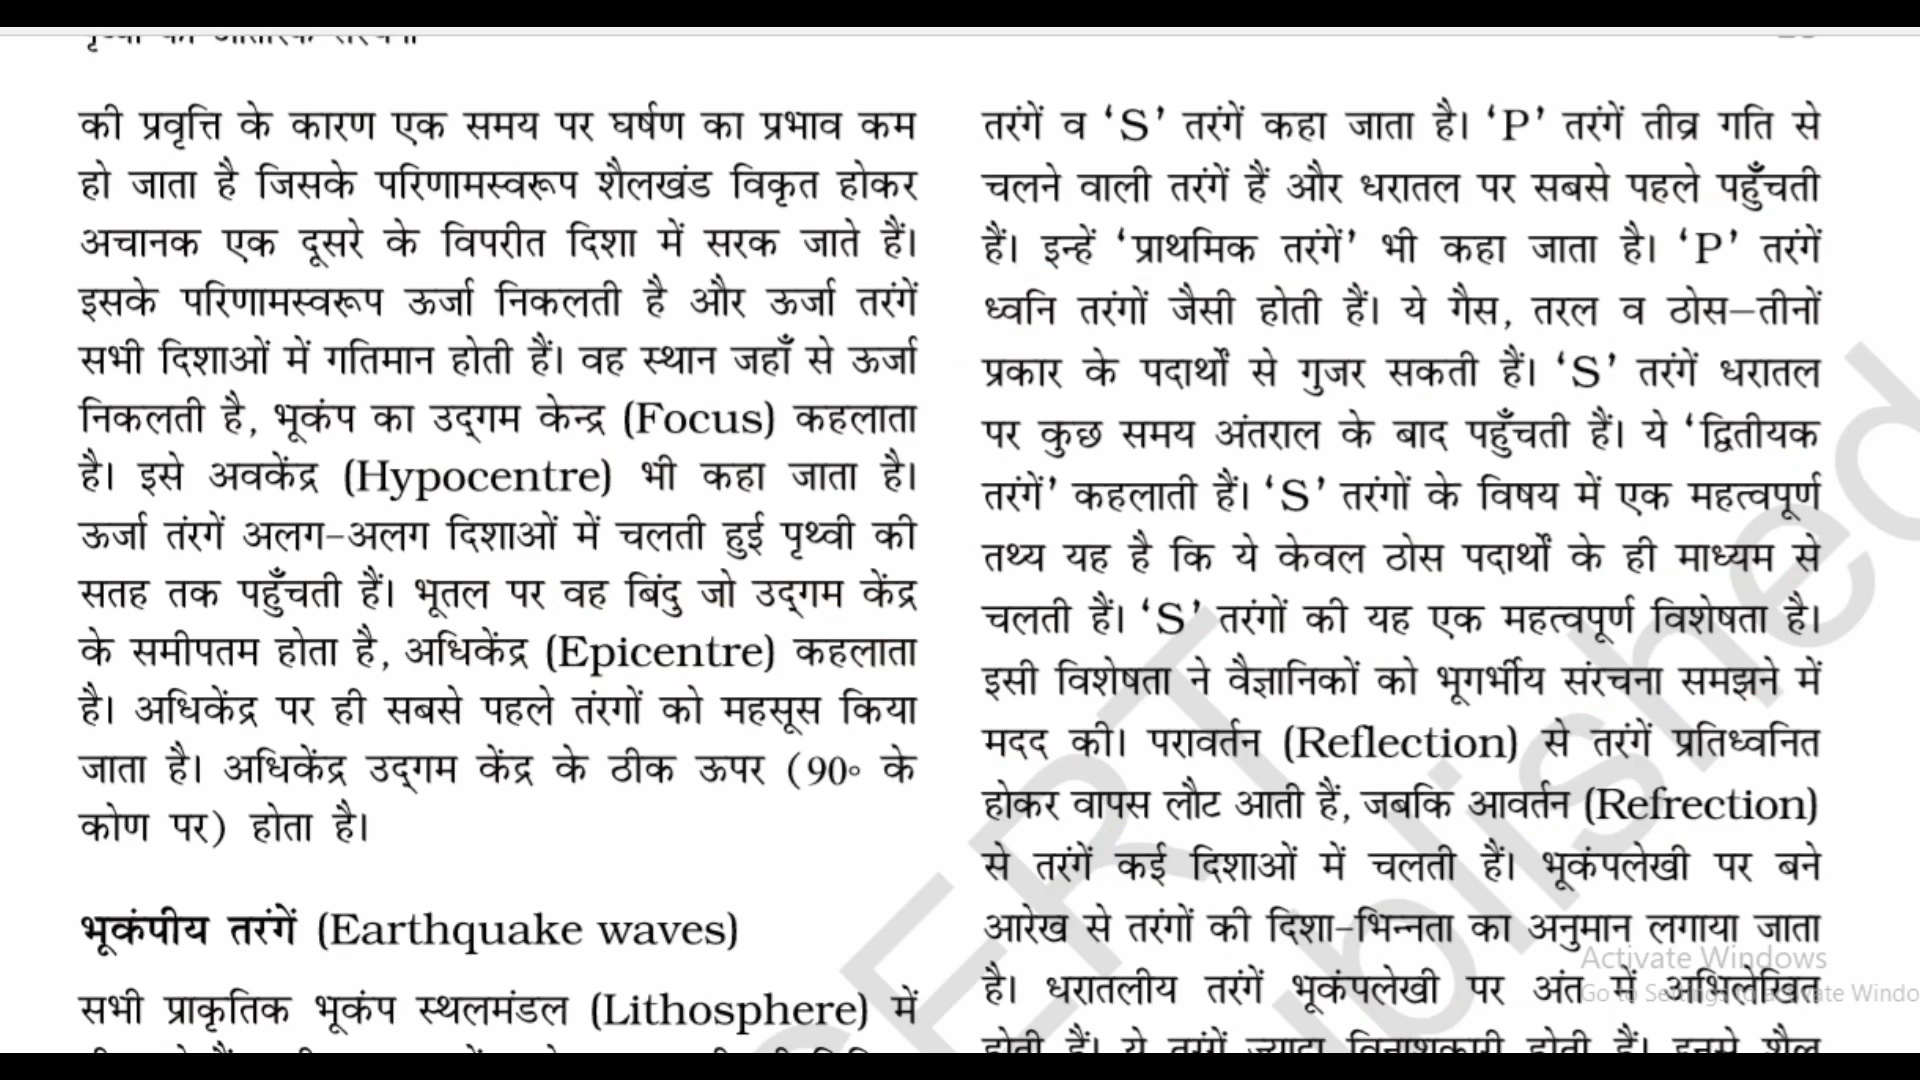 की प्रवृत्ति के कारण एक समय पर घर्षण का प्रभाव कम
हो जाता है जिसके परिणामस्वरूप शैलखंड विकृत होकर
अचानक एक दूसरे के विपरीत दिशा में सरक जाते हैं।
इसके परिणामस्वरूप ऊर्जा निकलती है और ऊर्जा तरंगें
सभी दिशाओं में गतिमान होती हैं। वह स्थान जहाँ से ऊर्जा
निकलती है, भूकंप का उद्गम केन्द्र (Focus) कहलाता
है। इसे अवकेंद्र (Hypocentre) भी कहा जाता है।
ऊर्जा तंरगें अलग-अलग दिशाओं में चलती हुई पृथ्वी की
सतह तक पहुँचती हैं। भूतल पर वह बिंदु जो उद्गम केंद्र
के समीपतम होता है, अधिकेंद्र (Epicentre) कहलाता
है। अधिकेंद्र पर ही सबसे पहले तंरगों को महसूस किया
जाता है। अधिकेंद्र उद्गम केंद्र के ठीक ऊपर (90° के
कोण पर) होता है।
भूकंपीय तरंगें (Earthquake waves)
सभी प्राकृतिक भूकंप स्थलमंडल (Lithosphere) में
तरंगें व ‘S’ तरंगें कहा जाता है। ‘P’ तरंगें तीव्र गति से
चलने वाली तरंगें हैं और धरातल पर सबसे पहले पहुँचती
हैं। इन्हें ‘प्राथमिक तरंगें’ भी कहा जाता है। ‘P’ तरंगें
ध्वनि तरंगों जैसी होती हैं। ये गैस, तरल व ठोस-तीनों
प्रकार के पदार्थों से गुजर सकती हैं। ‘S’ तरंगें धरातल
पर कुछ समय अंतराल के बाद पहुँचती हैं। ये ‘द्वितीयक
तरंगें’ कहलाती हैं। ‘S’ तरंगों के विषय में एक महत्वपूर्ण
तथ्य यह है कि ये केवल ठोस पदार्थों के ही माध्यम से
चलती हैं। ‘S’ तरंगों की यह एक महत्वपूर्ण विशेषता है।
इसी विशेषता ने वैज्ञानिकों को भूगर्भीय संरचना समझने में
मदद की। परावर्तन (Reflection) से तरंगें प्रतिध्वनित
होकर वापस लौट आती हैं, जबकि आवर्तन (Refrection)
से तरंगें कई दिशाओं में चलती हैं। भूकंपलेखी पर बने
आरेख से तरंगों की दिशा-भिन्नता का अनुमान लगाया जाता
है। धरातलीय तरंगें भूकंपलेखी पर अंत में अभिलेखित
होती हैं। ये तरंगें ज्यादा विनाशकारी होती हैं। इनसे शैल
Activate Windows
Go to Settings to activate Windo